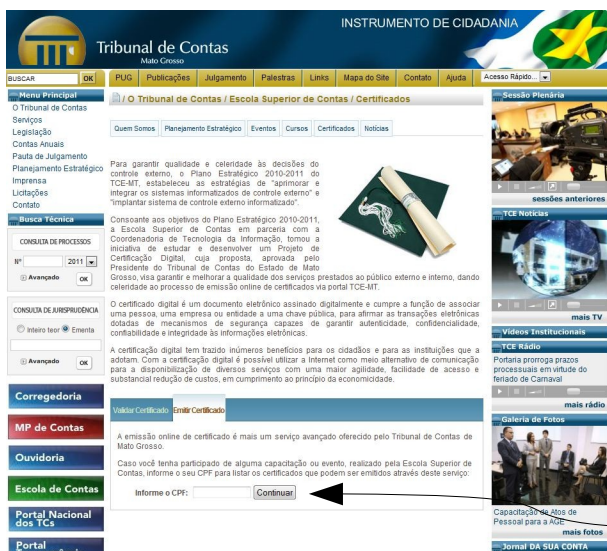 INSTRUMENTO DE CIDADANIA
Tribunal de Contas
Mato Grosso
BUSCAR OK
PUG Publicações Julgamento Palestras Links Mapa do Site Contato Ajuda Acesso Rápido...
Menu Principal
O Tribunal de Contas
Serviços
Legislação
Contas Anuais
Pauta de Julgamento
Planejamento Estratégico
Imprensa
Licitações
Contato
Busca Técnica
CONSULTA DE PROCESSOS
Nº 2011
Avançado OK
CONSULTA DE JURISPRUDÊNCIA
Inteiro teor Ementa
Avançado OK
Corregedoria
MP de Contas
Ouvidoria
Escola de Contas
Portal Nacional
dos TCs
Portal
/ O Tribunal de Contas / Escola Superior de Contas / Certificados
Quem Somos Planejamento Estratégico Eventos Cursos Certificados Notícias
Para garantir qualidade e celeridade às decisões do
controle externo, o Plano Estratégico 2010-2011 do
TCE-MT, estabeleceu as estratégias de "aprimorar e
integrar os sistemas informatizados de controle externo" e
"implantar sistema de controle externo informatizado".
Consoante aos objetivos do Plano Estratégico 2010-2011,
a Escola Superior de Contas em parceria com a
Coordenadoria de Tecnologia da Informação, tomou a
iniciativa de estudar e desenvolver um Projeto de
Certificação Digital, cuja proposta, aprovada pelo
Presidente do Tribunal de Contas do Estado de Mato
Grosso, visa garantir e melhorar a qualidade dos serviços prestados ao público externo e interno, dando
celeridade ao processo de emissão online de certificados via portal TCE-MT.
O certificado digital é um documento eletrônico assinado digitalmente e cumpre a função de associar
uma pessoa, uma empresa ou entidade a uma chave pública, para afirmar as transações eletrônicas
dotadas de mecanismos de segurança capazes de garantir autenticidade, confidencialidade,
confiabilidade e integridade às informações eletrônicas.
A certificação digital tem trazido inúmeros benefícios para os cidadãos e para as instituições que a
adotam. Com a certificação digital é possível utilizar a Internet como meio alternativo de comunicação
para a disponibilização de diversos serviços com uma maior agilidade, facilidade de acesso e
substancial redução de custos, em cumprimento ao princípio da economicidade.
Validar Certificado Emitir Certificado
A emissão online de certificado é mais um serviço avançado oferecido pelo Tribunal de Contas de
Mato Grosso.
Caso você tenha participado de alguma capacitação ou evento, realizado pela Escola Superior de
Contas, informe o seu CPF para listar os certificados que podem ser emitidos através deste serviço:
Informe o CPF: Continuar
Sessão Plenária
sessões anteriores
TCE Notícias
mais TV
Vídeos Institucionais
TCE Rádio
Portaria prorroga prazos
processuais em virtude do
feriado de Carnaval
mais rádio
Galeria de Fotos
Capacitação de Atos de
Pessoal para a AGE
mais fotos
Jornal DA SUA CONTA